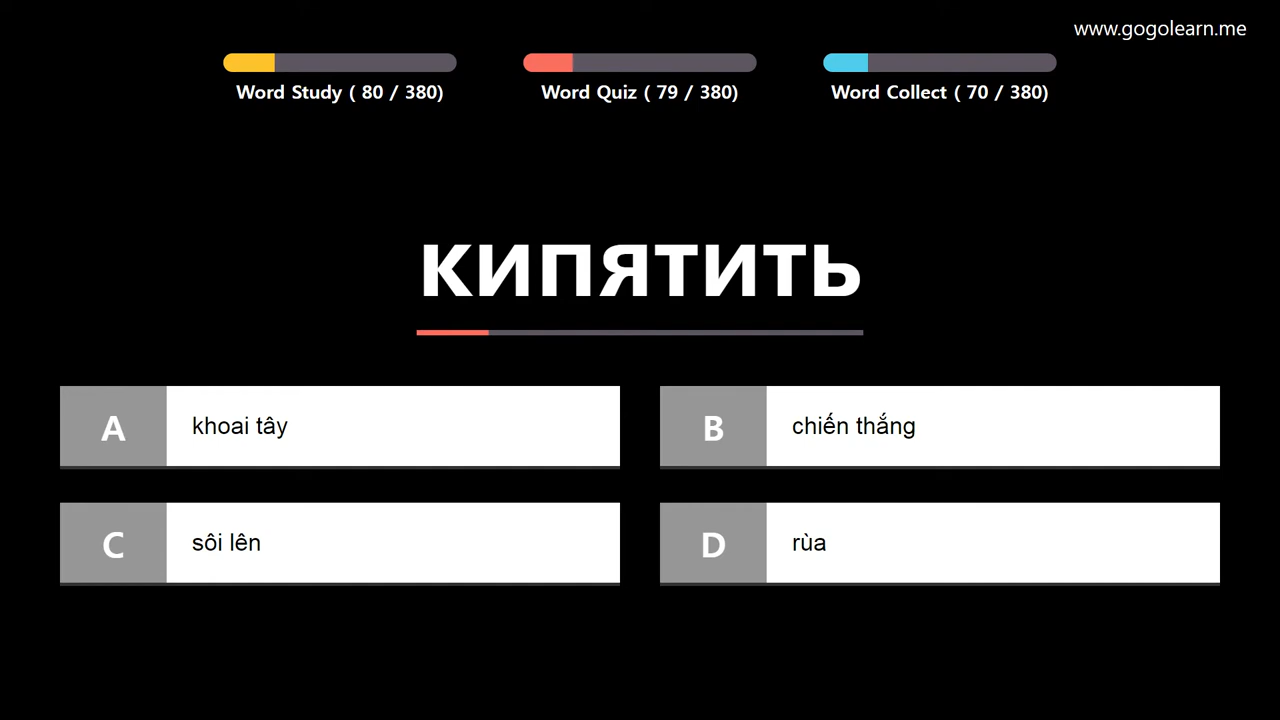 www.gogolearn.me
Word Study ( 80 / 380)
Word Quiz ( 79 / 380)
Word Collect ( 70 / 380)
кипятить
A khoai tây
B chiến thắng
C sôi lên
D rùa